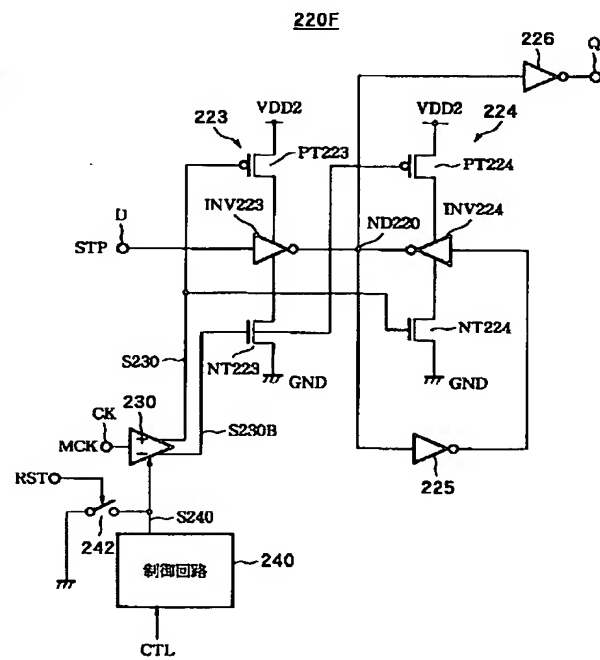 220F
226
Q
223
VDD2
VDD2
224
PT223
PT224
D
INV223
ND220
INV224
STP
S230
NT223
GND
NT224
GND
CK
230
MCK
S230B
225
RST
S240
242
制御回路
240
CTL